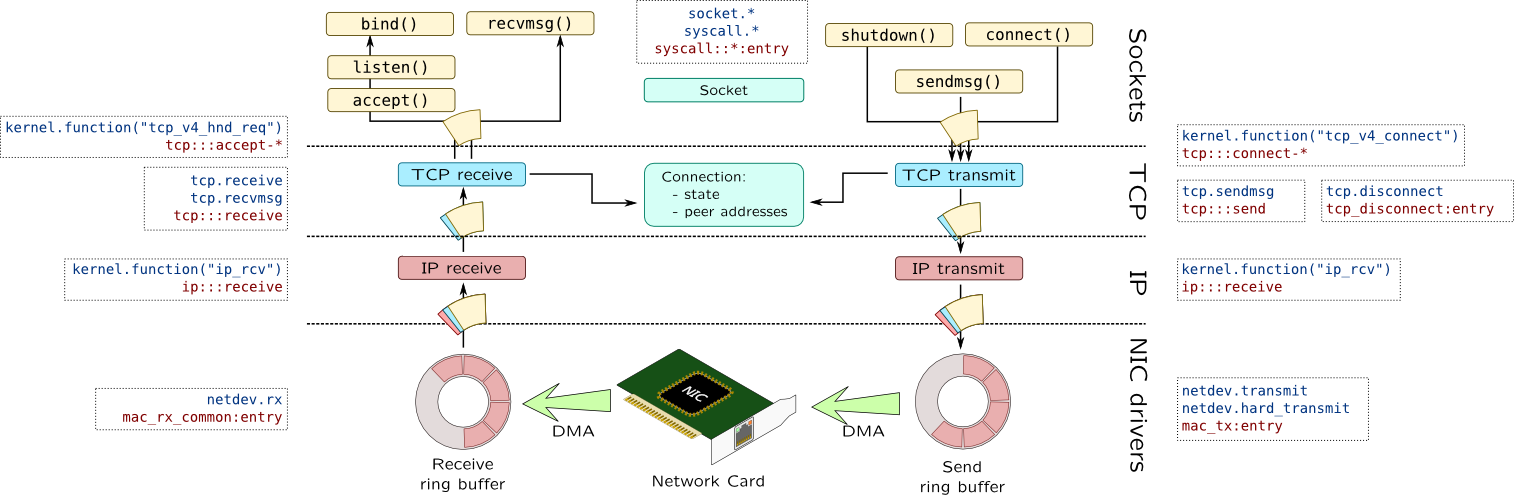 bind()
recvmsg()
listen()
accept()
socket.*
syscall.*
syscall::*:entry
Socket
shutdown()
connect()
sendmsg()
Sockets
kernel.function("tcp_v4_hnd_req")
tcp:::accept-*
tcp.receive
tcp.recvmsg
tcp:::receive
TCP receive
Connection:
- state
- peer addresses
TCP transmit
TCP
kernel.function("tcp_v4_connect")
tcp:::connect-*
tcp.sendmsg
tcp:::send
tcp.disconnect
tcp_disconnect:entry
kernel.function("ip_rcv")
ip:::receive
IP receive
IP transmit
IP
kernel.function("ip_rcv")
ip:::receive
netdev.rx
mac_rx_common:entry
Receive
ring buffer
DMA
NIC
Network Card
DMA
Send
ring buffer
NIC drivers
netdev.transmit
netdev.hard_transmit
mac_tx:entry